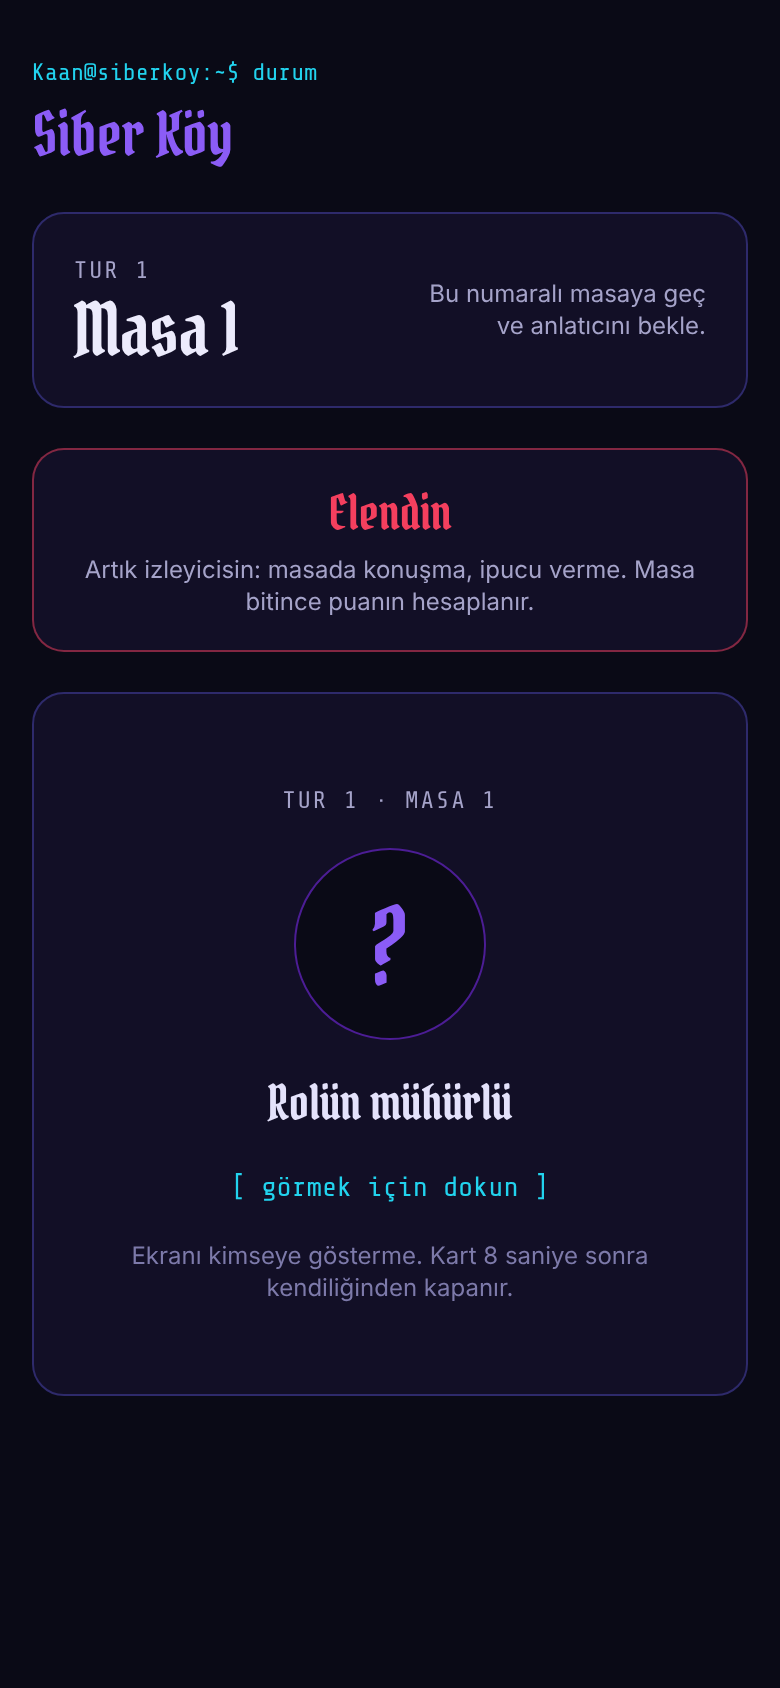 Kaan@siberkoy:~$ durum
Siber Köy
TUR 1
Masa 1
Bu numaralı masaya geç
ve anlatıcını bekle.
Elendin
Artık izleyicisin: masada konuşma, ipucu verme. Masa
bitince puanın hesaplanır.
TUR 1 · MASA 1
?
Rolün mühürlü
[ görmek için dokun ]
Ekranı kimseye gösterme. Kart 8 saniye sonra
kendiliğinden kapanır.